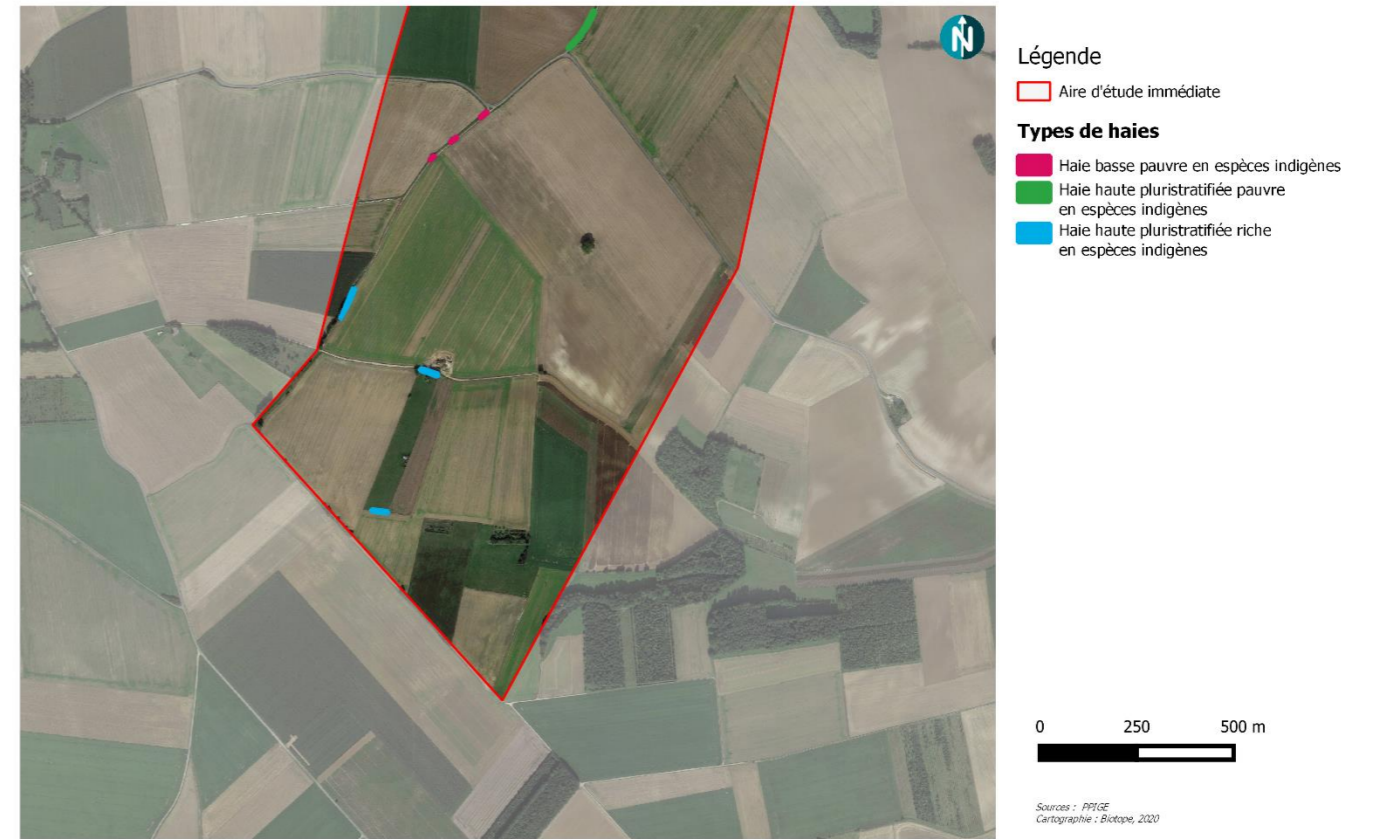 N
Légende
Aire d'étude immédiate
Types de haies
Haie basse pauvre en espèces indigènes
Haie haute pluristratifiée pauvre
en espèces indigènes
Haie haute pluristratifiée riche
en espèces indigènes
0 250 500 m
Sources : PPIGE
Cartographie : Biotope, 2020